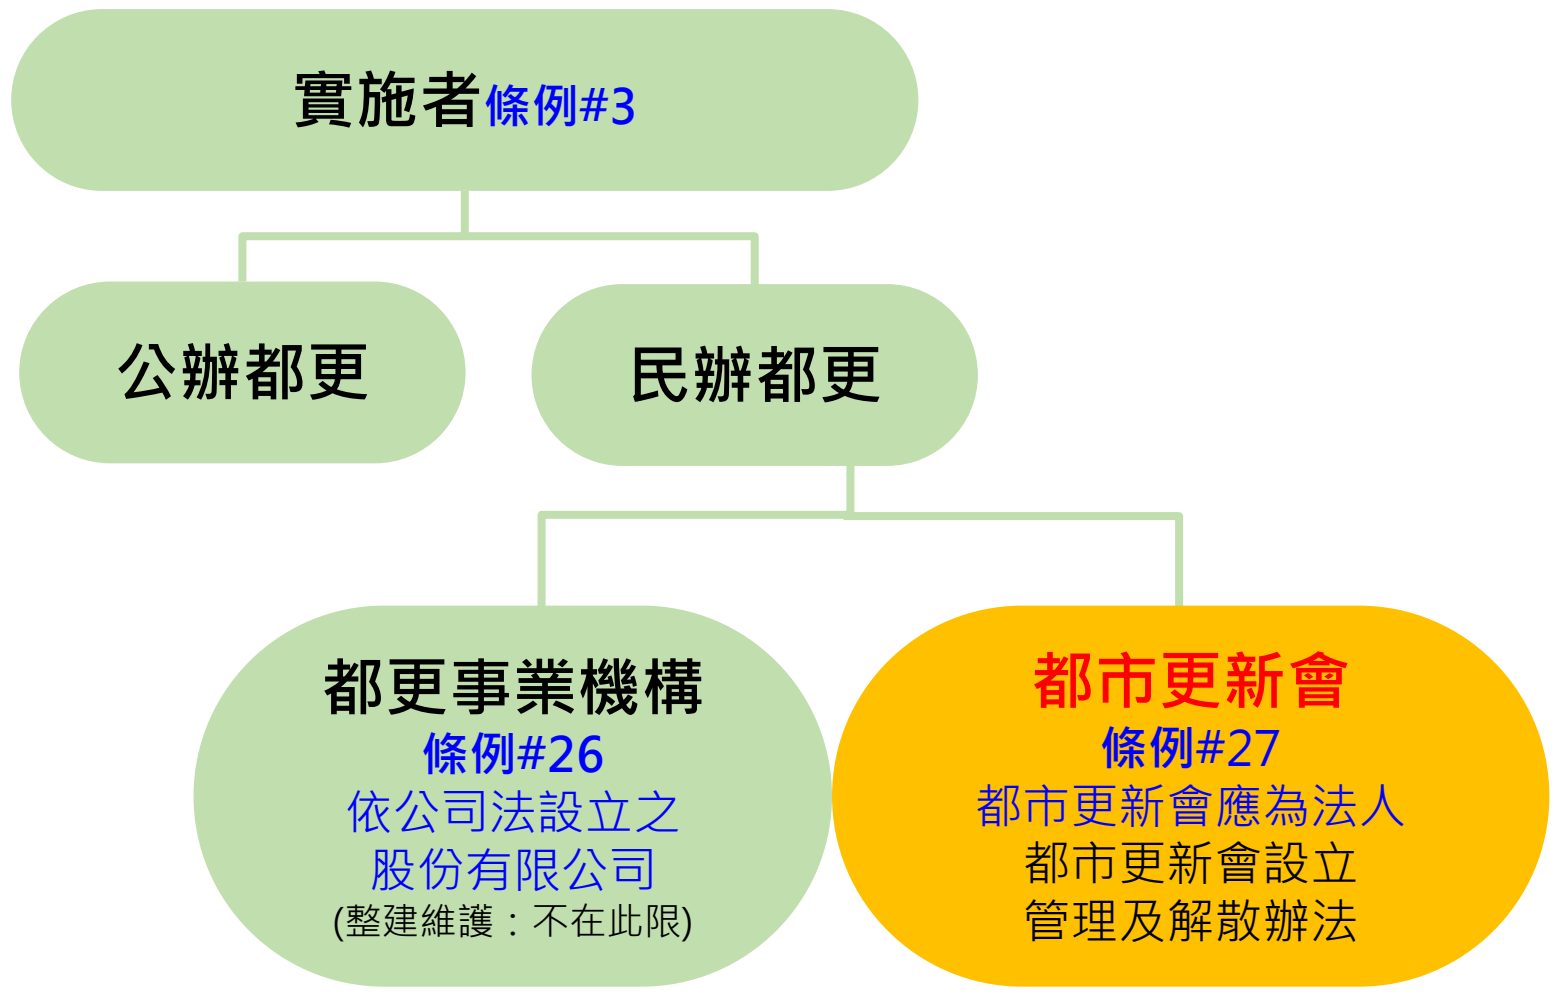 實施者條例#3
公辦都更
民辦都更
都更事業機構
條例#26
依公司法設立之
股份有限公司
(整建維護：不在此限)
都市更新會
條例#27
都市更新會應為法人
都市更新會設立
管理及解散辦法